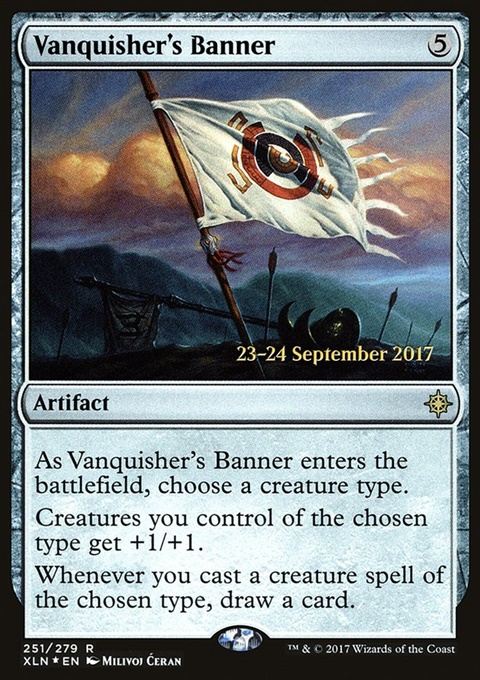 Vanquisher's Banner 5
23–24 September 2017
Artifact
As Vanquisher's Banner enters the
battlefield, choose a creature type.
Creatures you control of the chosen
type get +1/+1.
Whenever you cast a creature spell of
the chosen type, draw a card.
251/279 R
XLN★EN Milivoj Ćeran
™ & © 2017 Wizards of the Coast